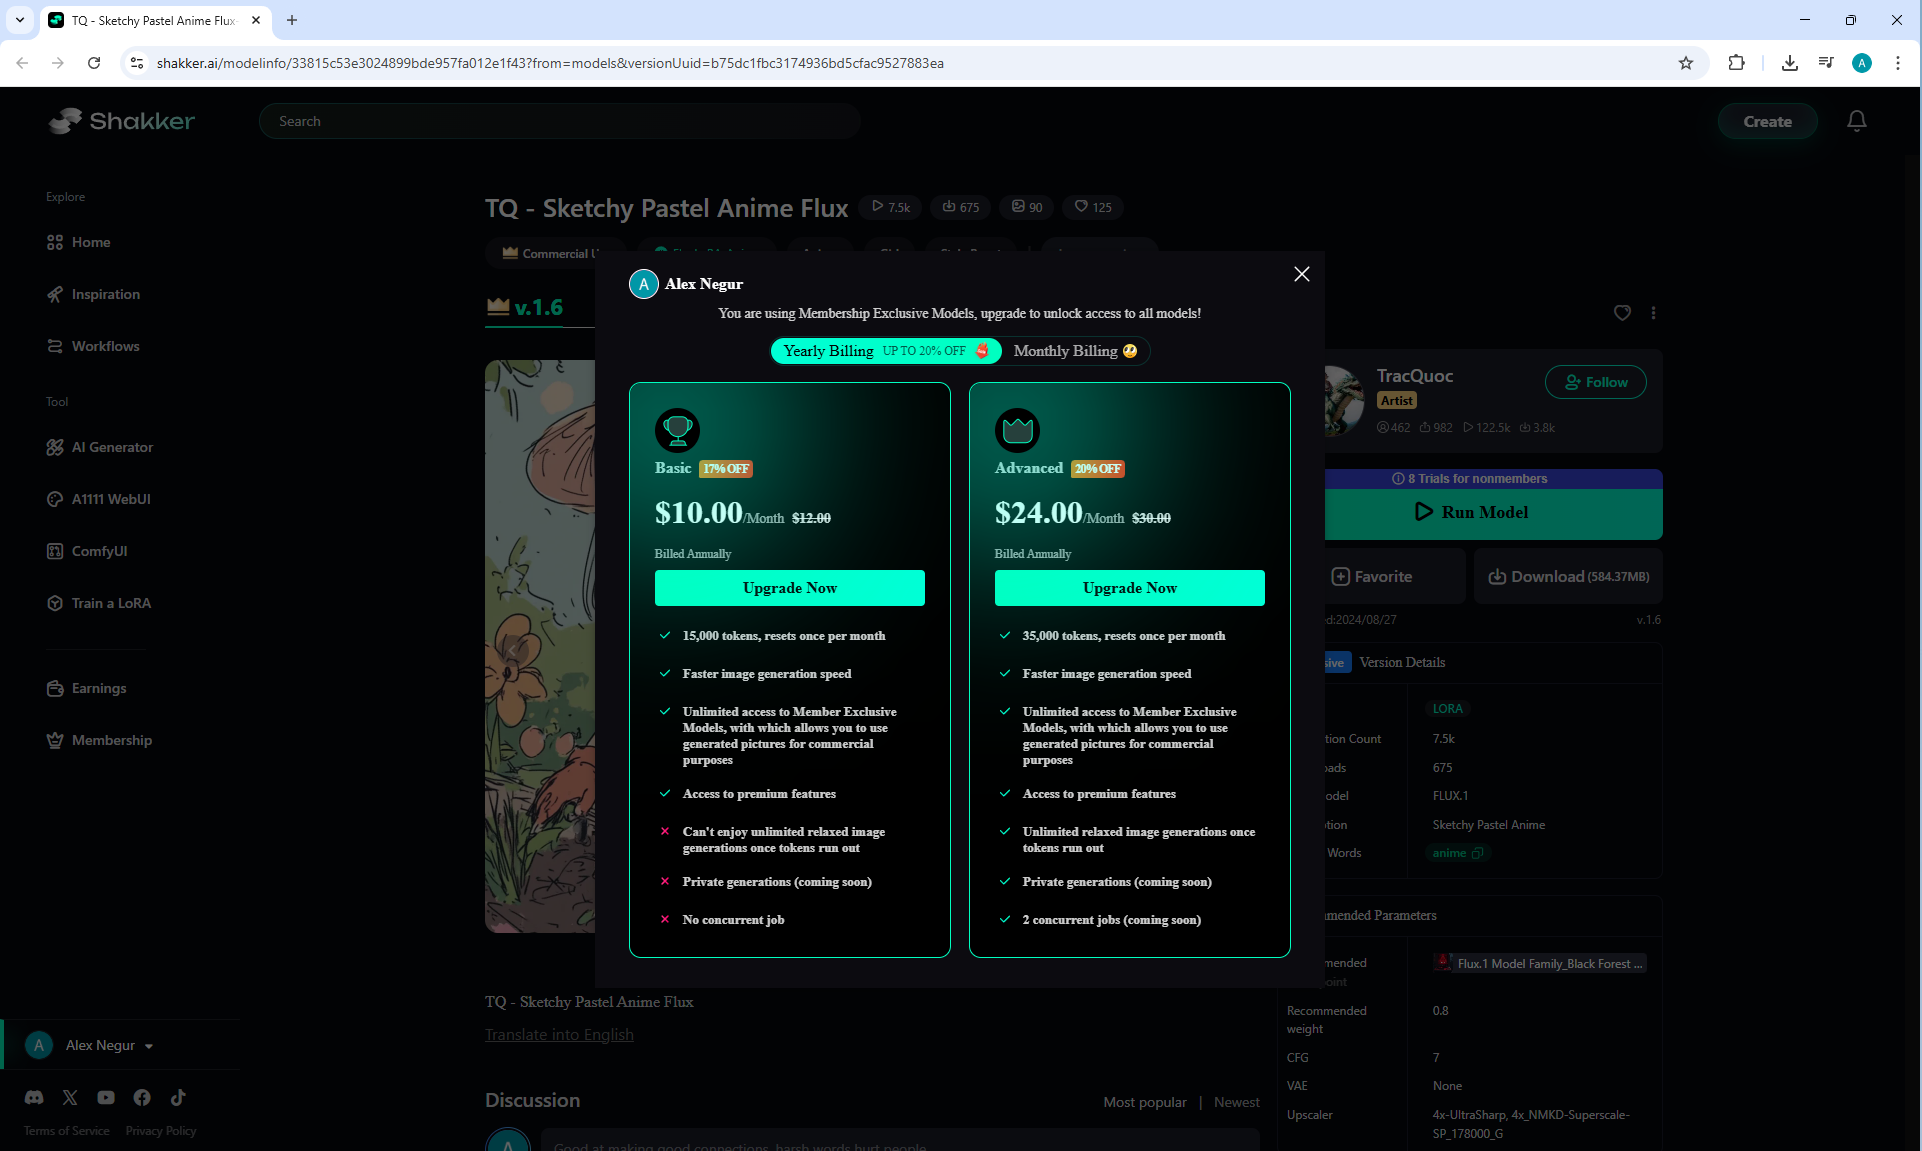 TQ - Sketchy Pastel Anime Flux
shakker.ai/modelinfo/33815c53e3024899bde957fa012e1f43?from=models&versionUuid=b75dc1fbc3174936bd5cfac9527883ea
A
Shakker
Search
Create
Explore
Home
Inspiration
Workflows
Tool
AI Generator
A1111 WebUI
ComfyUI
Train a LoRA
Earnings
Membership
A Alex Negur
Terms of Service Privacy Policy
TQ - Sketchy Pastel Anime Flux 7.5k 675 90 125
Commercial U
v.1.6
A Alex Negur
You are using Membership Exclusive Models, upgrade to unlock access to all models!
Yearly Billing UP TO 20% OFF Monthly Billing
Basic 17% OFF
$10.00/Month $12.00
Billed Annually
Upgrade Now
15,000 tokens, resets once per month
Faster image generation speed
Unlimited access to Member Exclusive
Models, with which allows you to use
generated pictures for commercial
purposes
Access to premium features
Can't enjoy unlimited relaxed image
generations once tokens run out
Private generations (coming soon)
No concurrent job
Advanced 20% OFF
$24.00/Month $30.00
Billed Annually
Upgrade Now
35,000 tokens, resets once per month
Faster image generation speed
Unlimited access to Member Exclusive
Models, with which allows you to use
generated pictures for commercial
purposes
Access to premium features
Unlimited relaxed image generations once
tokens run out
Private generations (coming soon)
2 concurrent jobs (coming soon)
TracQuoc
Artist
Follow
462 982 122.5k 3.8k
8 Trials for nonmembers
Run Model
Favorite
Download (584.37MB)
ed:2024/08/27 v.1.6
sive Version Details
LORA
tion Count 7.5k
ads 675
odel FLUX.1
tion Sketchy Pastel Anime
Words anime
mmended Parameters
mended
oint
Flux.1 Model Family_Black Forest ...
Recommended
weight
0.8
CFG 7
VAE None
Upscaler 4x-UltraSharp, 4x_NMKD-Superscale-
SP_178000_G
TQ - Sketchy Pastel Anime Flux
Translate into English
Discussion Most popular | Newest
A Good at making good connections, harsh words hurt people